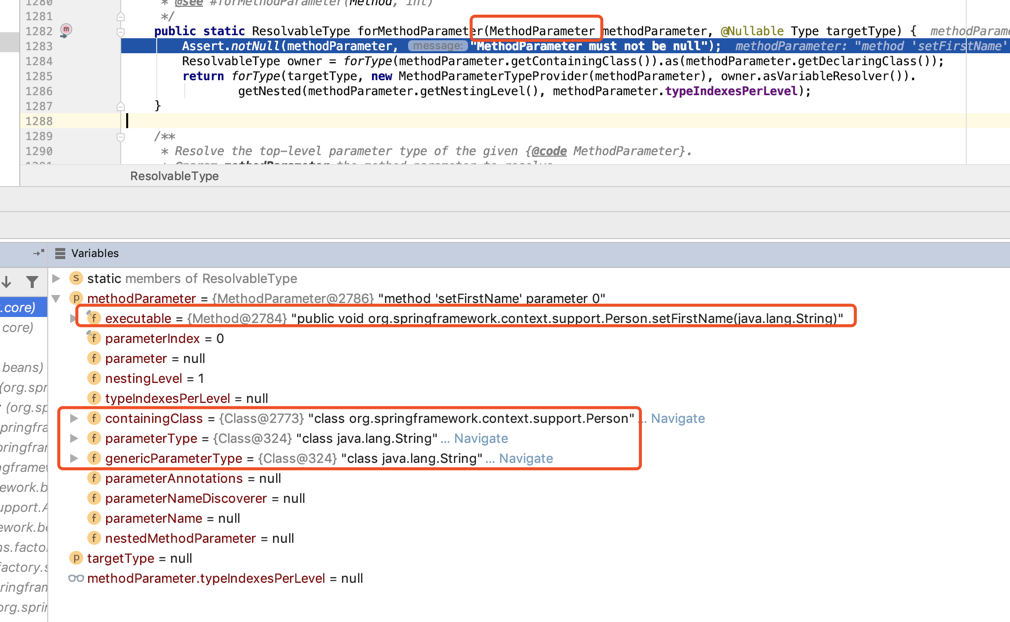 1280 * @see #forMethodParameter(Method, int)
1281 */
1282 public static ResolvableType forMethodParameter(MethodParameter methodParameter, @Nullable Type targetType) { methodParame
1283 Assert.notNull(methodParameter, message: "MethodParameter must not be null"); methodParameter: "method 'setFirstName'
1284 ResolvableType owner = forType(methodParameter.getContainingClass()).as(methodParameter.getDeclaringClass());
1285 return forType(targetType, new MethodParameterTypeProvider(methodParameter), owner.asVariableResolver()).
1286 getNested(methodParameter.getNestingLevel(), methodParameter.typeIndexesPerLevel);
1287 }
1288
1289 /**
1290 * Resolve the top-level parameter type of the given {@code MethodParameter}.
ResolvableType
Variables
s static members of ResolvableType
p methodParameter = {MethodParameter@2786} "method 'setFirstName' parameter 0"
.core) f executable = {Method@2784} "public void org.springframework.context.support.Person.setFirstName(java.lang.String)"
core) f parameterIndex = 0
f parameter = null
beans) f nestingLevel = 1
(org.spr f typeIndexesPerLevel = null
(org.sp f containingClass = {Class@2773} "class org.springframework.context.support.Person" ... Navigate
pringfra f parameterType = {Class@324} "class java.lang.String" ... Navigate
pringfran f genericParameterType = {Class@324} "class java.lang.String" ... Navigate
ngframew f parameterAnnotations = null
ework.b f parameterNameDiscoverer = null
upport.A f parameterName = null
ework.be f nestedMethodParameter = null
ns.facto p targetType = null
factory.s methodParameter.typeIndexesPerLevel = null
pringfram
org.sprin